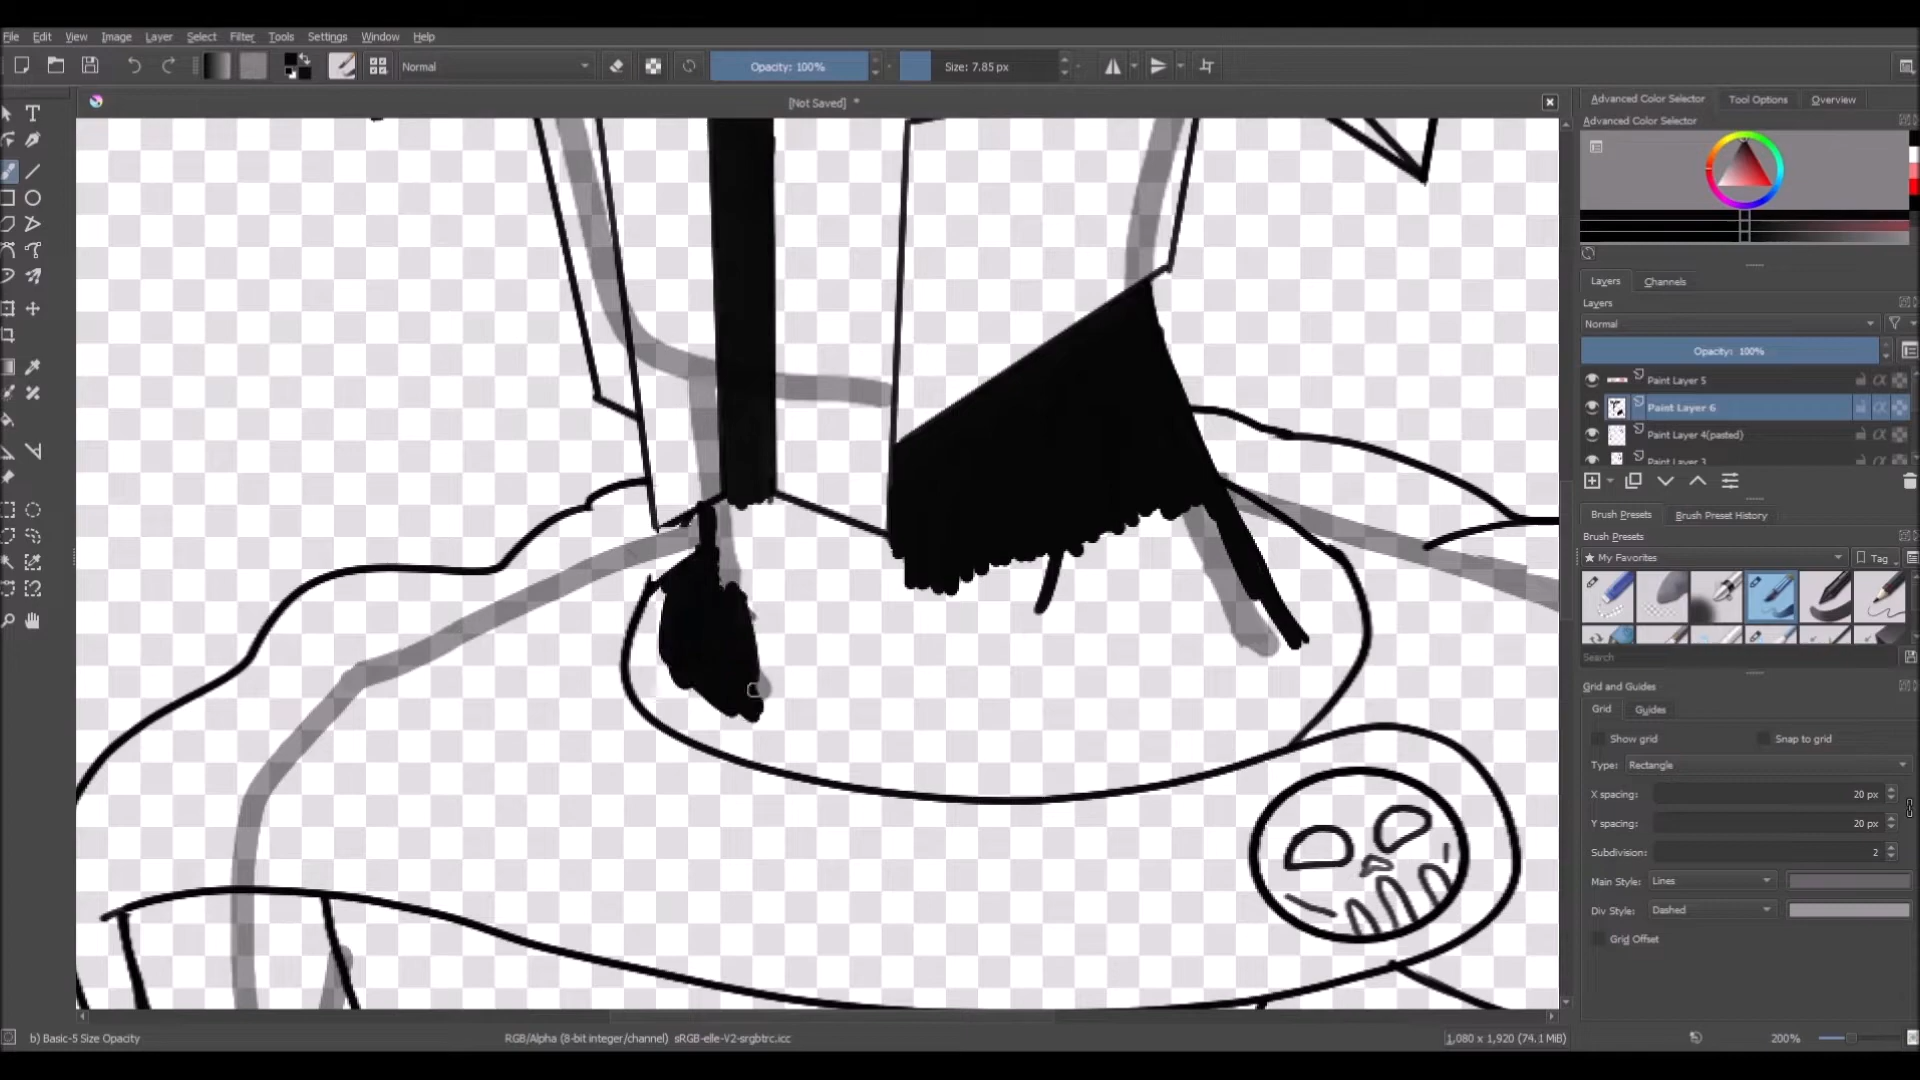 File Edit View Image Layer Select Filter Tools Settings Window Help
Normal Opacity: 100% Size: 7.85 px
[Not Saved] *
Advanced Color Selector Tool Options Overview
Advanced Color Selector
Layers Channels
Layers
Normal
Opacity: 100%
Paint Layer 5
Paint Layer 6
Paint Layer 4(pasted)
Paint Layer 3
Brush Presets Brush Preset History
Brush Presets
★ My Favorites Tag
Search
Grid and Guides
Grid Guides
Show grid Snap to grid
Type: Rectangle
X spacing: 20 px
Y spacing: 20 px
Subdivision: 2
Main Style: Lines
Div Style: Dashed
Grid Offset
b) Basic-5 Size Opacity RGB/Alpha (8-bit integer/channel) sRGB-elle-V2-srgbtrc.icc 1,080 x 1,920 (74.1 MiB) 200%